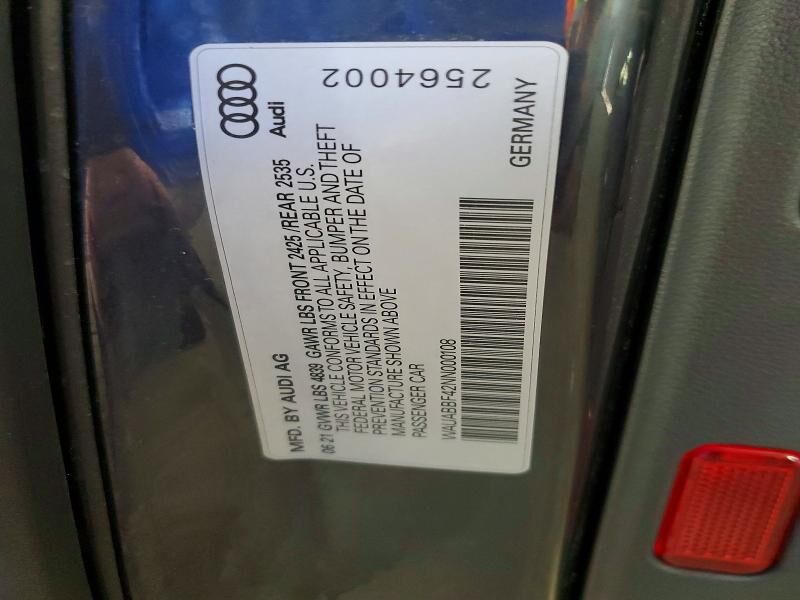 Audi
2564002
MFD. BY AUDI AG
06 21 GVWR LBS 4839 GAWR LBS FRONT 2425 /REAR 2535
THIS VEHICLE CONFORMS TO ALL APPLICABLE U.S.
FEDERAL MOTOR VEHICLE SAFETY, BUMPER AND THEFT
PREVENTION STANDARDS IN EFFECT ON THE DATE OF
MANUFACTURE SHOWN ABOVE
PASSENGER CAR
WAUABBF42NN000108
GERMANY